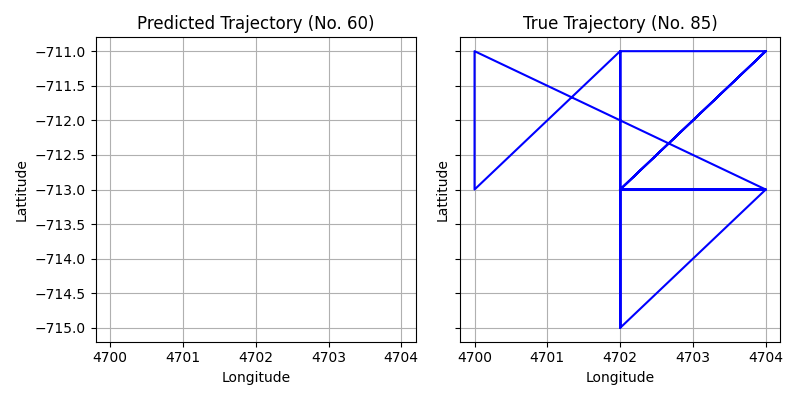 Predicted Trajectory (No. 60)
True Trajectory (No. 85)
−711.0
−711.5
−712.0
−712.5
−713.0
−713.5
−714.0
−714.5
−715.0
Lattitude
Lattitude
4700 4701 4702 4703 4704
4700 4701 4702 4703 4704
Longitude
Longitude